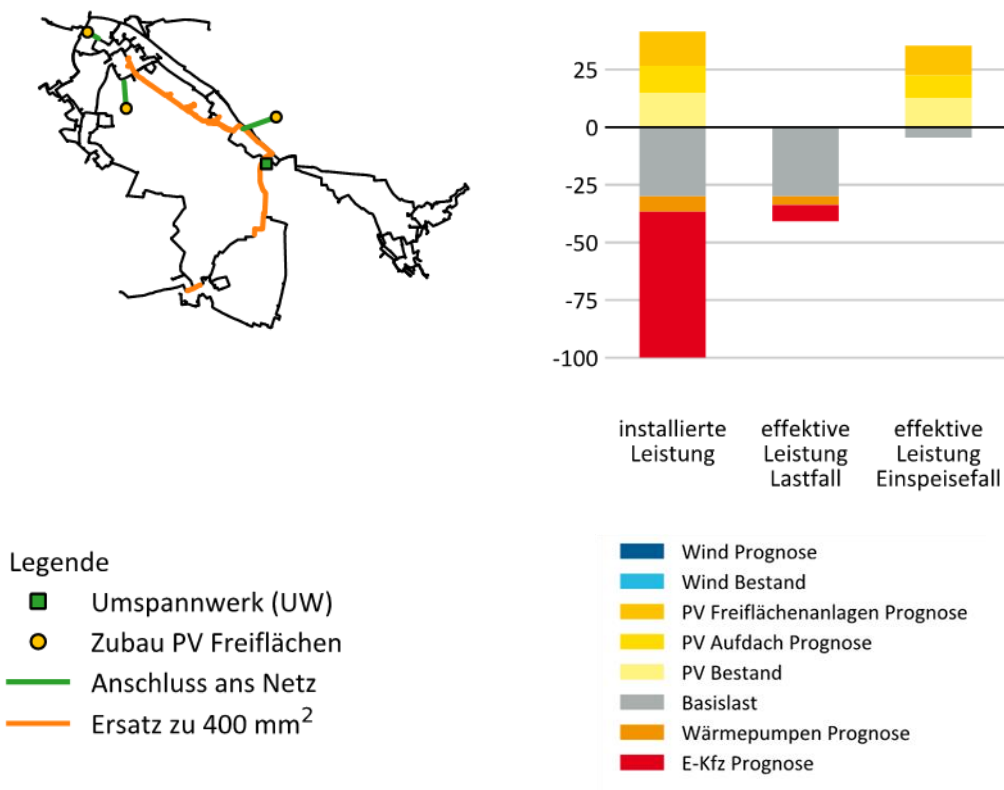 25
0
-25
-50
-75
-100
installierte
Leistung
effektive
Leistung
Lastfall
effektive
Leistung
Einspeisefall
Legende
Umspannwerk (UW)
Zubau PV Freiflächen
Anschluss ans Netz
Ersatz zu 400 mm²
Wind Prognose
Wind Bestand
PV Freiflächenanlagen Prognose
PV Aufdach Prognose
PV Bestand
Basislast
Wärmepumpen Prognose
E-Kfz Prognose